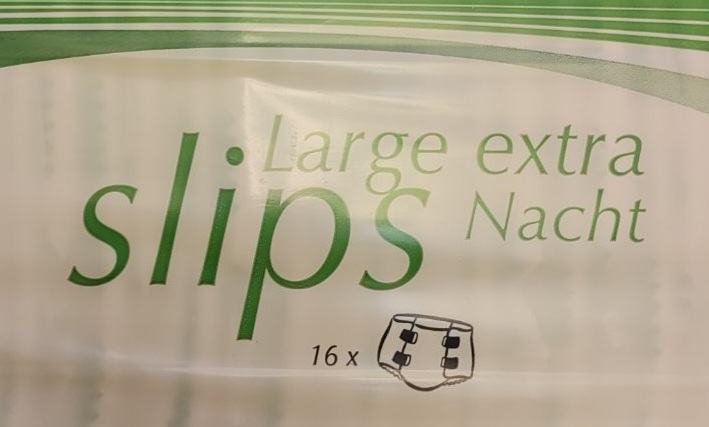 Large extra
slips Nacht
16 x